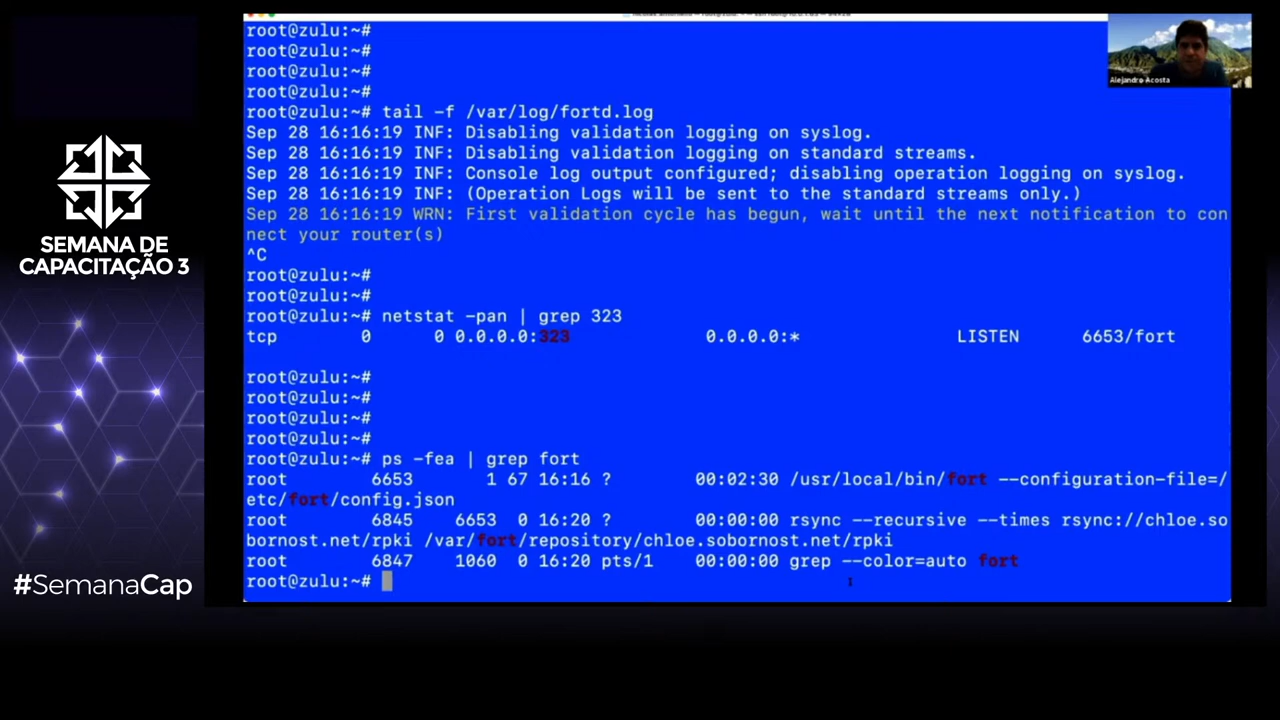 root@zulu:~#
root@zulu:~#
root@zulu:~#
root@zulu:~#
root@zulu:~# tail -f /var/log/fortd.log
Sep 28 16:16:19 INF: Disabling validation logging on syslog.
Sep 28 16:16:19 INF: Disabling validation logging on standard streams.
Sep 28 16:16:19 INF: Console log output configured; disabling operation logging on syslog.
Sep 28 16:16:19 INF: (Operation Logs will be sent to the standard streams only.)
Sep 28 16:16:19 WRN: First validation cycle has begun, wait until the next notification to con
nect your router(s)
^C
root@zulu:~#
root@zulu:~#
root@zulu:~# netstat -pan | grep 323
tcp 0 0 0.0.0.0:323 0.0.0.0:* LISTEN 6653/fort
root@zulu:~#
root@zulu:~#
root@zulu:~#
root@zulu:~#
root@zulu:~# ps -fea | grep fort
root 6653 1 67 16:16 ? 00:02:30 /usr/local/bin/fort --configuration-file=/
etc/fort/config.json
root 6845 6653 0 16:20 ? 00:00:00 rsync --recursive --times rsync://chloe.so
bornost.net/rpki /var/fort/repository/chloe.sobornost.net/rpki
root 6847 1060 0 16:20 pts/1 00:00:00 grep --color=auto fort
root@zulu:~#
Alejandro Acosta
SEMANA DE
CAPACITAÇÃO 3
#SemanaCap